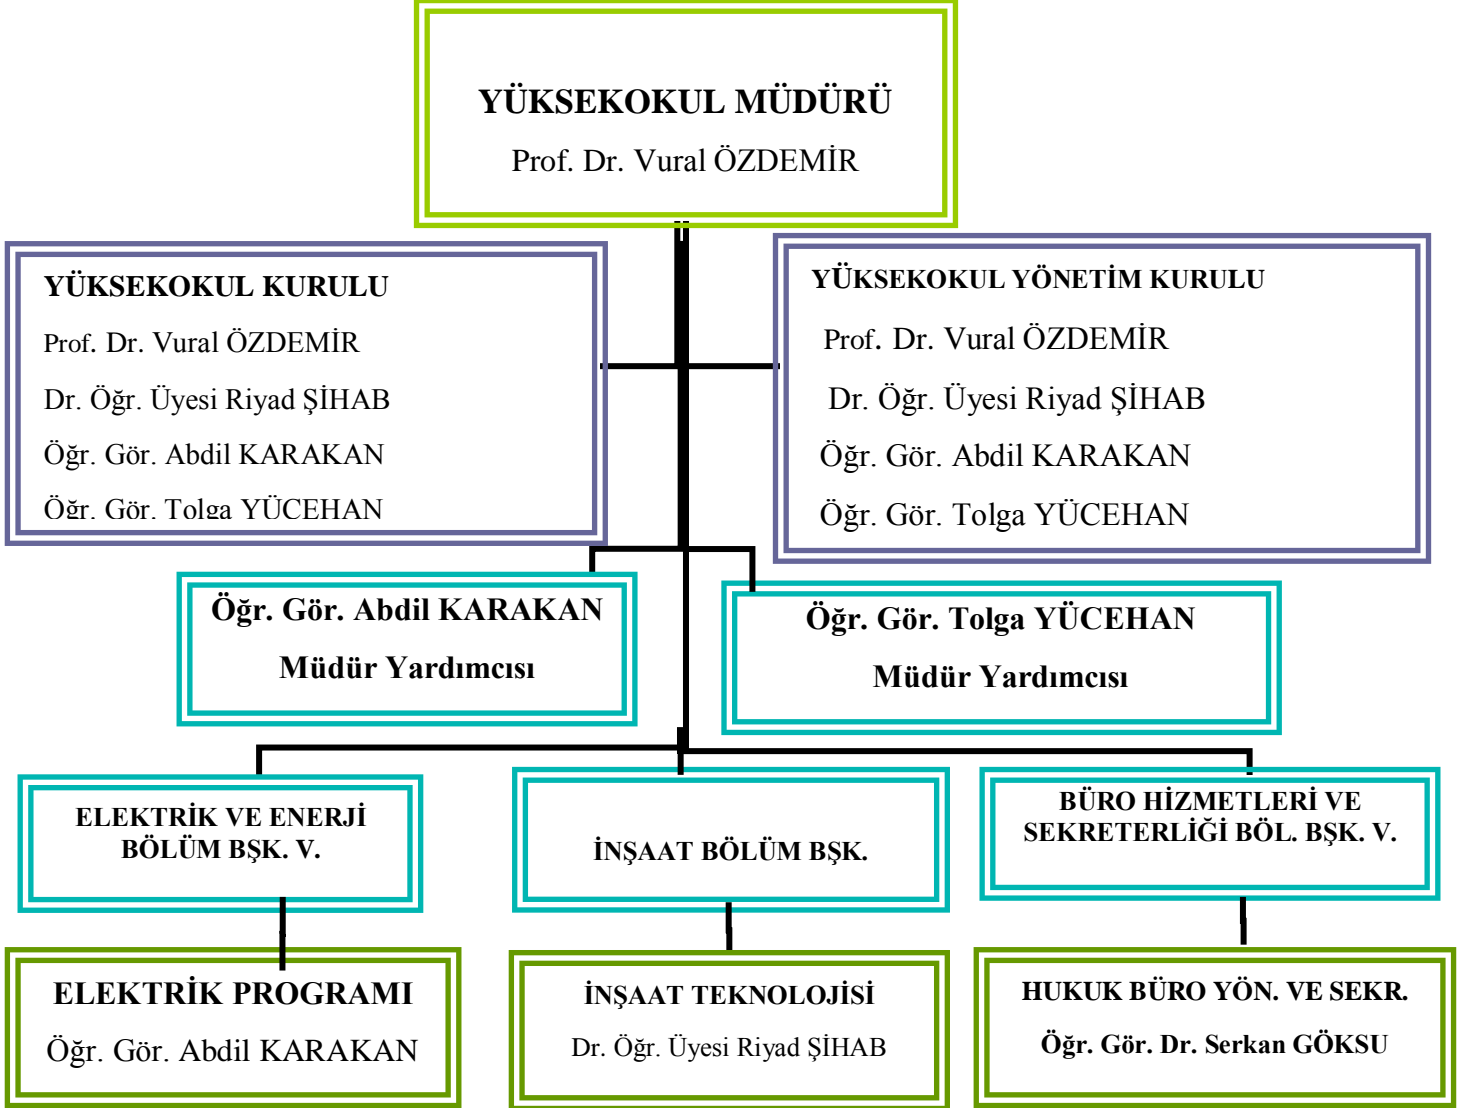 YÜKSEKOKUL MÜDÜRÜ
Prof. Dr. Vural ÖZDEMİR
YÜKSEKOKUL KURULU
Prof. Dr. Vural ÖZDEMİR
Dr. Öğr. Üyesi Riyad ŞİHAB
Öğr. Gör. Abdil KARAKAN
Öğr. Gör. Tolga YÜCEHAN
YÜKSEKOKUL YÖNETİM KURULU
Prof. Dr. Vural ÖZDEMİR
Dr. Öğr. Üyesi Riyad ŞİHAB
Öğr. Gör. Abdil KARAKAN
Öğr. Gör. Tolga YÜCEHAN
Öğr. Gör. Abdil KARAKAN
Müdür Yardımcısı
Öğr. Gör. Tolga YÜCEHAN
Müdür Yardımcısı
ELEKTRİK VE ENERJİ
BÖLÜM BŞK. V.
İNŞAAT BÖLÜM BŞK.
BÜRO HİZMETLERİ VE
SEKRETERLİĞİ BÖL. BŞK. V.
ELEKTRİK PROGRAMI
Öğr. Gör. Abdil KARAKAN
İNŞAAT TEKNOLOJİSİ
Dr. Öğr. Üyesi Riyad ŞİHAB
HUKUK BÜRO YÖN. VE SEKR.
Öğr. Gör. Dr. Serkan GÖKSU